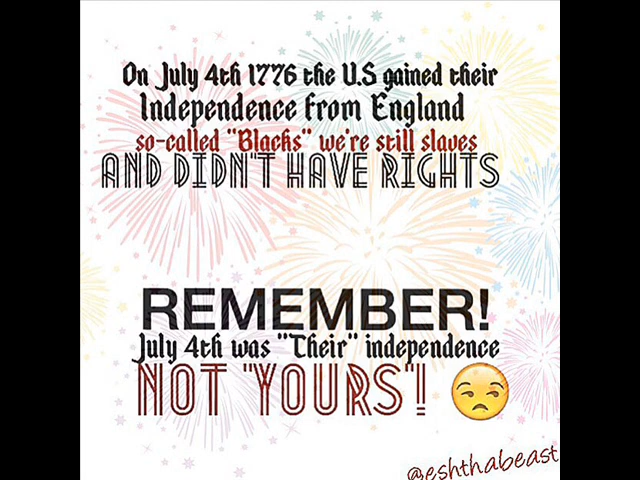 On July 4th 1776 the U.S gained their
Independence from England
so-called "Blacks" we're still slaves
AND DIDN'T HAVE RIGHTS
REMEMBER!
July 4th was "Their" independence
NOT "YOURS"!
@eshthabeast